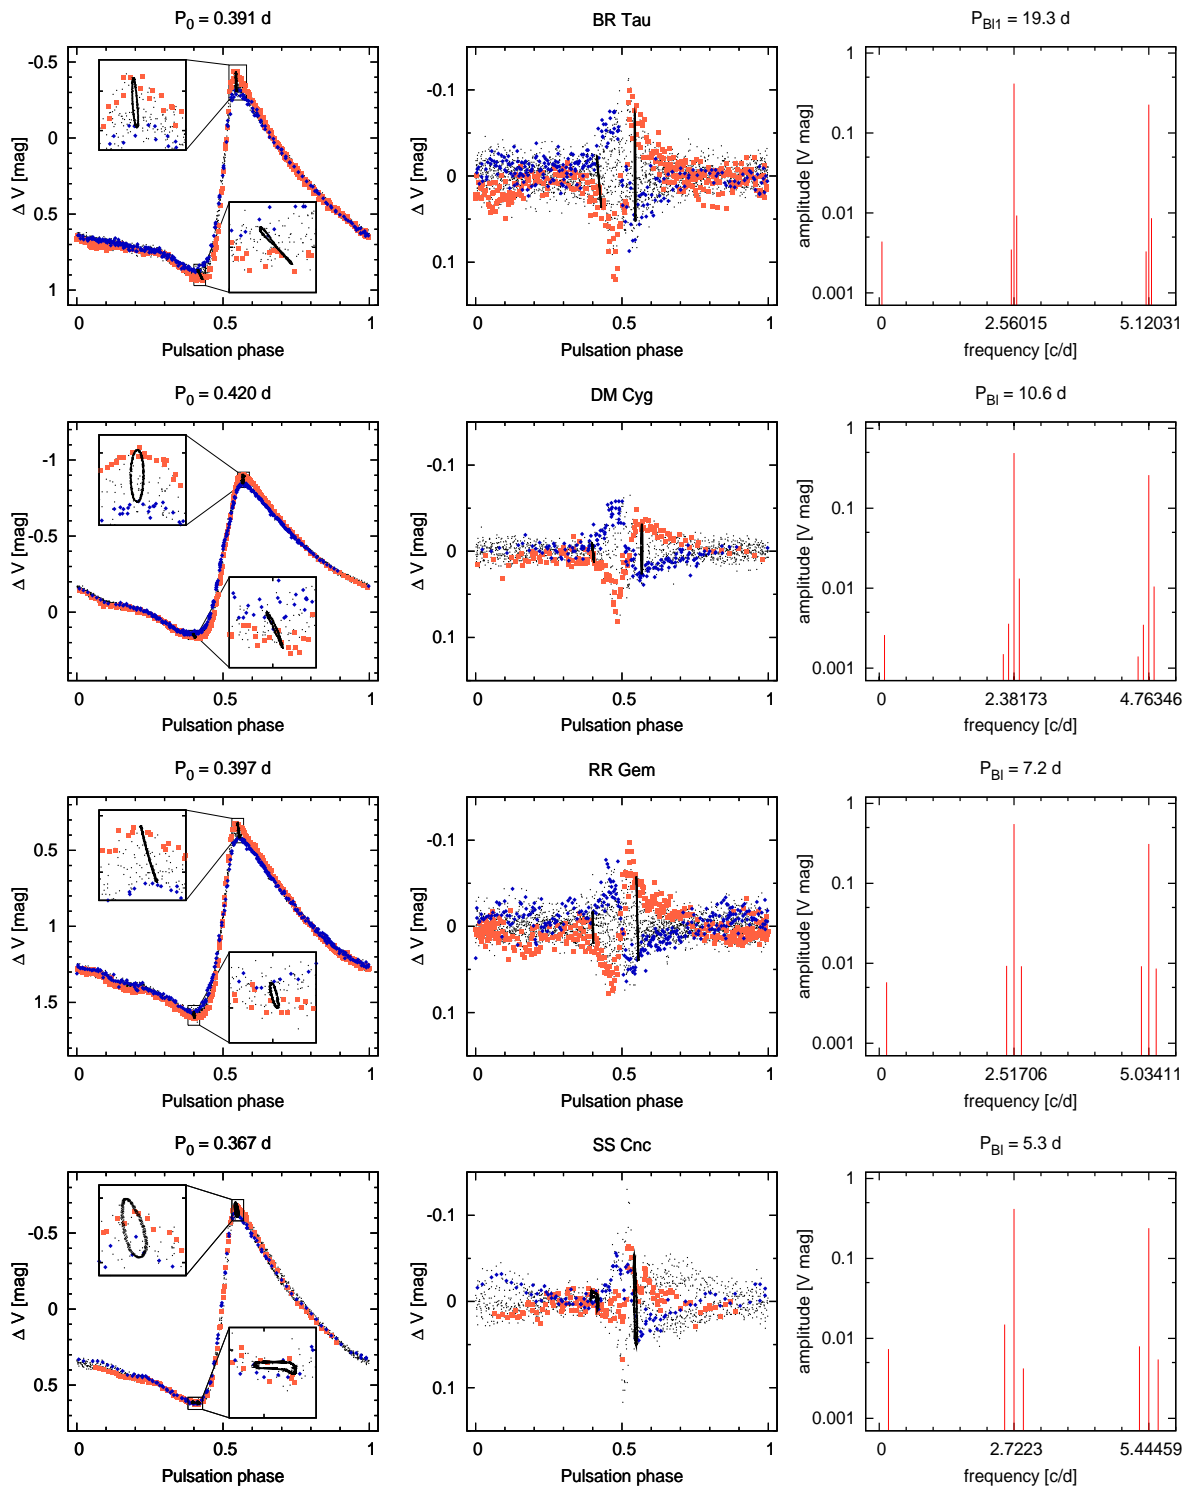 P0 = 0.391 d
BR Tau
PBl1 = 19.3 d
-0.5
0
0.5
1
Δ V [mag]
0
0.5
1
Pulsation phase
-0.1
0
0.1
Δ V [mag]
0
0.5
1
Pulsation phase
1
0.1
0.01
0.001
amplitude [V mag]
0
2.56015
5.12031
frequency [c/d]
P0 = 0.420 d
DM Cyg
PBl = 10.6 d
-1
-0.5
0
Δ V [mag]
0
0.5
1
Pulsation phase
-0.1
0
0.1
Δ V [mag]
0
0.5
1
Pulsation phase
1
0.1
0.01
0.001
amplitude [V mag]
0
2.38173
4.76346
frequency [c/d]
P0 = 0.397 d
RR Gem
PBl = 7.2 d
0.5
1
1.5
Δ V [mag]
0
0.5
1
Pulsation phase
-0.1
0
0.1
Δ V [mag]
0
0.5
1
Pulsation phase
1
0.1
0.01
0.001
amplitude [V mag]
0
2.51706
5.03411
frequency [c/d]
P0 = 0.367 d
SS Cnc
PBl = 5.3 d
-0.5
0
0.5
Δ V [mag]
0
0.5
1
Pulsation phase
-0.1
0
0.1
Δ V [mag]
0
0.5
1
Pulsation phase
1
0.1
0.01
0.001
amplitude [V mag]
0
2.7223
5.44459
frequency [c/d]